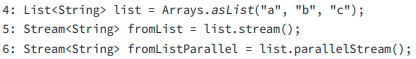 4: List<String> list = Arrays.asList("a", "b", "c");
5: Stream<String> fromList = list.stream();
6: Stream<String> fromListParallel = list.parallelStream();